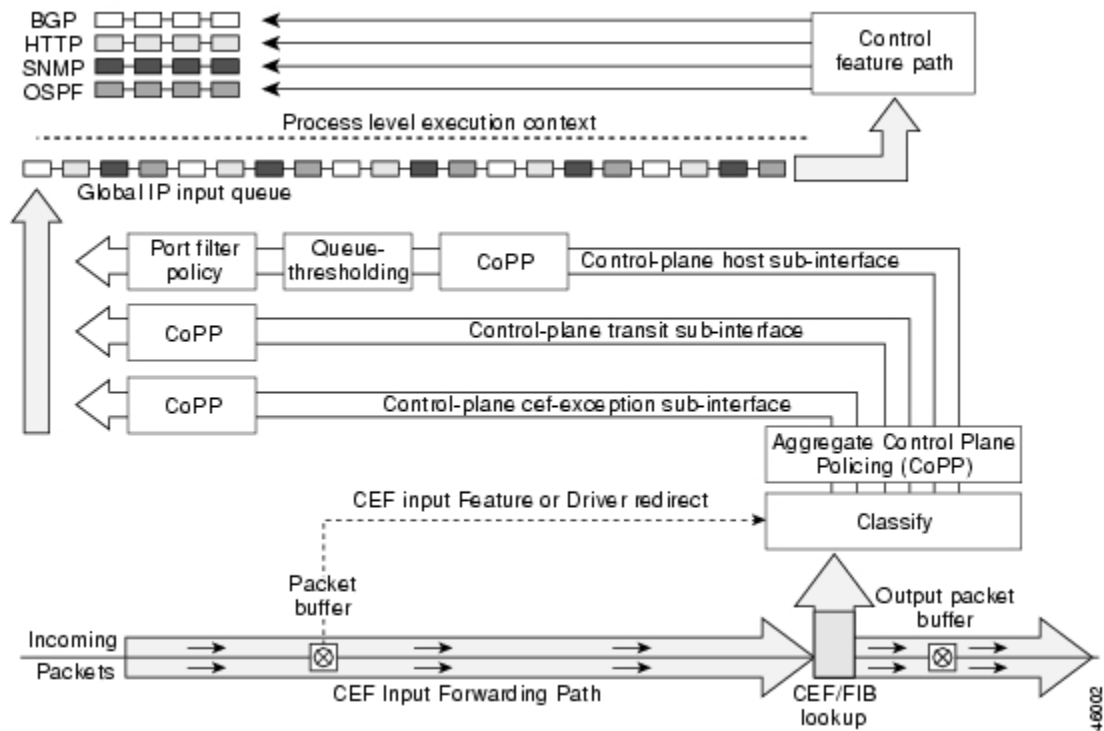 BGP
HTTP
SNMP
OSPF
Control
feature path
Process level execution context
Global IP input queue
Port filter
policy
Queue-
thresholding
CoPP
Control-plane host sub-interface
CoPP
Control-plane transit sub-interface
CoPP
Control-plane cef-exception sub-interface
Aggregate Control Plane
Policing (CoPP)
CEF input Feature or Driver redirect
Classify
Packet
buffer
Output packet
buffer
Incoming
Packets
CEF Input Forwarding Path
CEF/FIB
lookup
46002